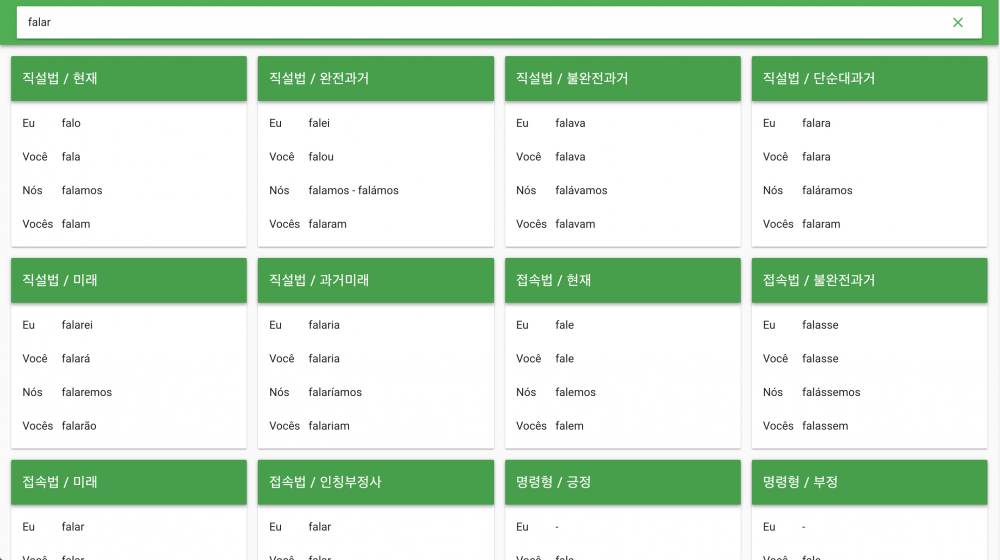 falar
직설법 / 현재
Eu falo
Você fala
Nós falamos
Vocês falam
직설법 / 완전과거
Eu falei
Você falou
Nós falamos - falámos
Vocês falaram
직설법 / 불완전과거
Eu falava
Você falava
Nós falávamos
Vocês falavam
직설법 / 단순대과거
Eu falara
Você falara
Nós faláramos
Vocês falaram
직설법 / 미래
Eu falarei
Você falará
Nós falaremos
Vocês falarão
직설법 / 과거미래
Eu falaria
Você falaria
Nós falaríamos
Vocês falariam
접속법 / 현재
Eu fale
Você fale
Nós falemos
Vocês falem
접속법 / 불완전과거
Eu falasse
Você falasse
Nós falássemos
Vocês falassem
접속법 / 미래
Eu falar
Você falar
접속법 / 인칭부정사
Eu falar
Você falar
명령형 / 긍정
Eu -
Você fale
명령형 / 부정
Eu -
Você fale